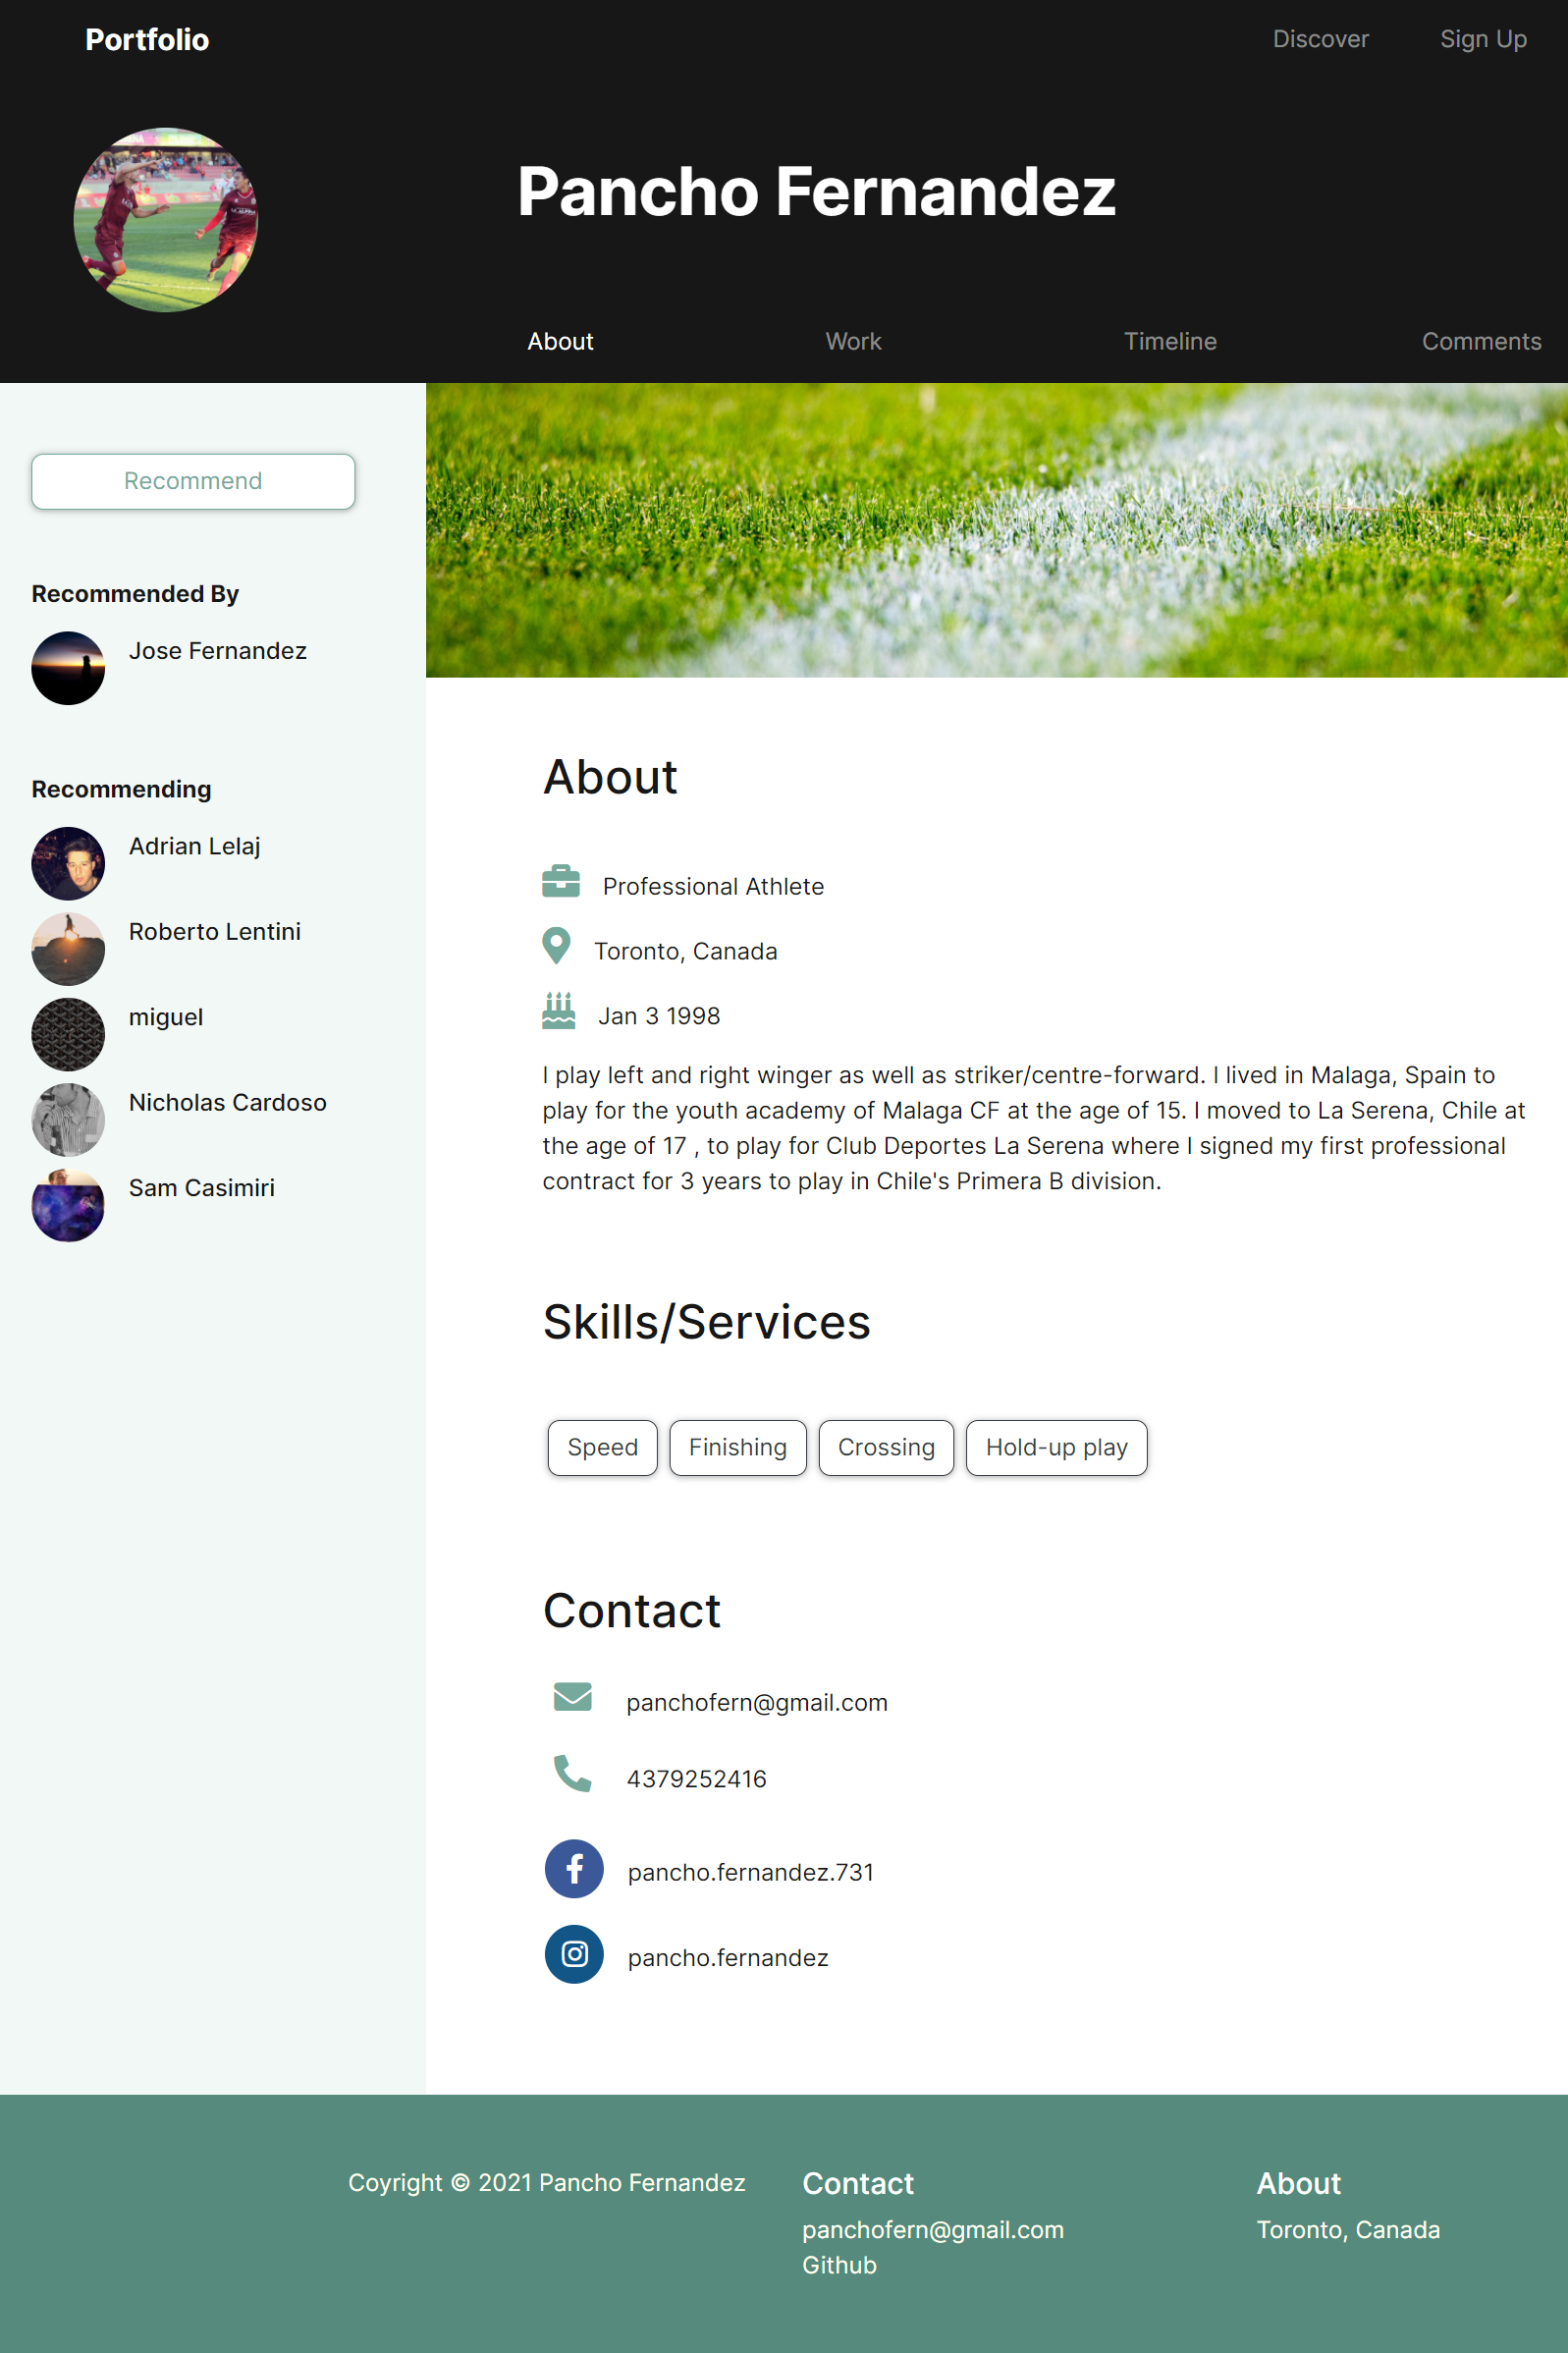 Portfolio
Discover
Sign Up
Pancho Fernandez
About
Work
Timeline
Comments
Recommend
Recommended By
Jose Fernandez
Recommending
Adrian Lelaj
Roberto Lentini
miguel
Nicholas Cardoso
Sam Casimiri
About
Professional Athlete
Toronto, Canada
Jan 3 1998
I play left and right winger as well as striker/centre-forward. I lived in Malaga, Spain to
play for the youth academy of Malaga CF at the age of 15. I moved to La Serena, Chile at
the age of 17 , to play for Club Deportes La Serena where I signed my first professional
contract for 3 years to play in Chile's Primera B division.
Skills/Services
Speed
Finishing
Crossing
Hold-up play
Contact
panchofern@gmail.com
4379252416
pancho.fernandez.731
pancho.fernandez
Coyright © 2021 Pancho Fernandez
Contact
panchofern@gmail.com
Github
About
Toronto, Canada